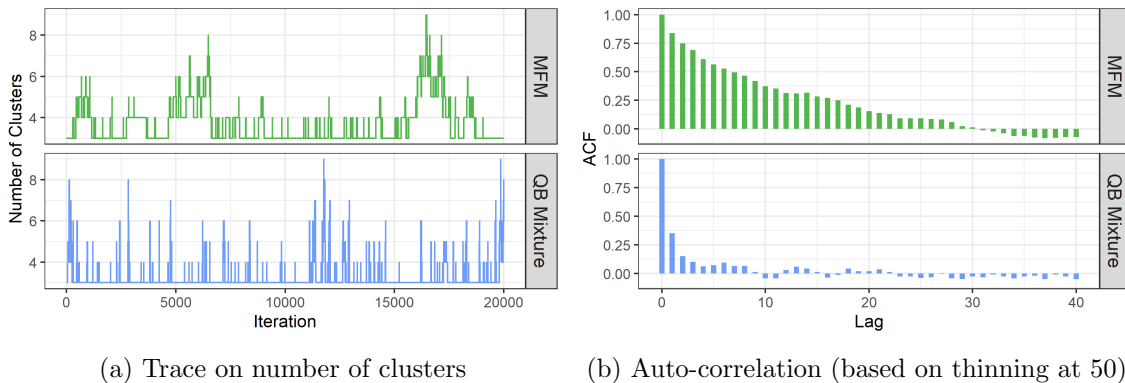 Number of Clusters
8
6
4
MFM
8
6
4
QB Mixture
0
5000
10000
15000
20000
Iteration
(a) Trace on number of clusters
ACF
1.00
0.75
0.50
0.25
0.00
MFM
1.00
0.75
0.50
0.25
0.00
QB Mixture
0
10
20
30
40
Lag
(b) Auto-correlation (based on thinning at 50)